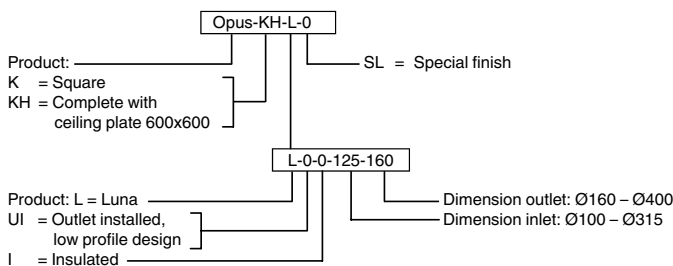 Opus-KH-L-0
Product:
SL = Special finish
K = Square
KH = Complete with
ceiling plate 600x600
L-0-0-125-160
Product: L = Luna
Dimension outlet: Ø160 – Ø400
UI = Outlet installed,
Dimension inlet: Ø100 – Ø315
low profile design
I = Insulated